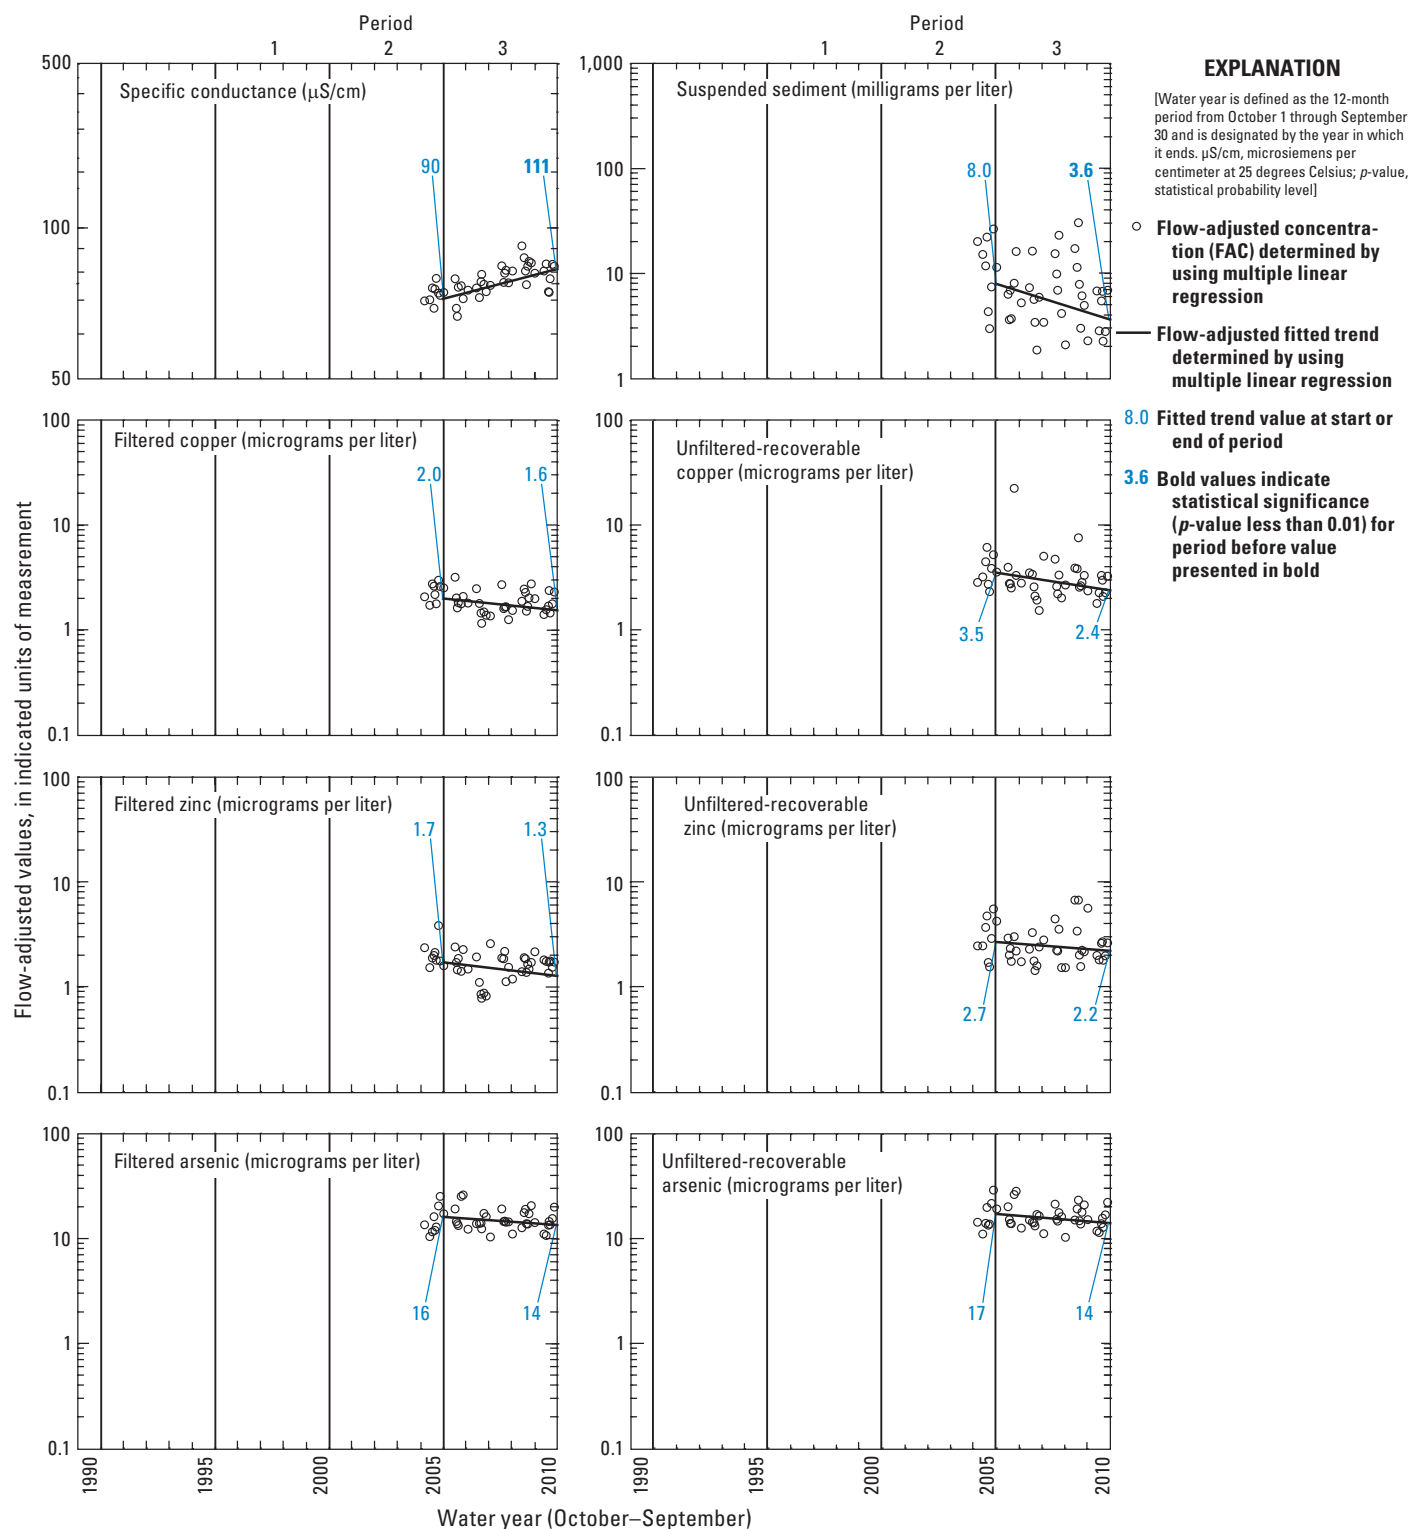 Period
1 2 3
Period
1 2 3
500
100
50
Specific conductance (µS/cm)
90
111
1,000
100
10
1
Suspended sediment (milligrams per liter)
8.0
3.6
100
10
1
0.1
Filtered copper (micrograms per liter)
2.0
1.6
100
10
1
0.1
Unfiltered-recoverable
copper (micrograms per liter)
3.5
2.4
100
10
1
0.1
Filtered zinc (micrograms per liter)
1.7
1.3
100
10
1
0.1
Unfiltered-recoverable
zinc (micrograms per liter)
2.7
2.2
100
10
1
0.1
Filtered arsenic (micrograms per liter)
16
14
100
10
1
0.1
Unfiltered-recoverable
arsenic (micrograms per liter)
17
14
1990 1995 2000 2005 2010
1990 1995 2000 2005 2010
Water year (October–September)
Flow-adjusted values, in indicated units of measrement
EXPLANATION
[Water year is defined as the 12-month
period from October 1 through September
30 and is designated by the year in which
it ends. µS/cm, microsiemens per
centimeter at 25 degrees Celsius; p-value,
statistical probability level]
Flow-adjusted concentra-
tion (FAC) determined by
using multiple linear
regression
Flow-adjusted fitted trend
determined by using
multiple linear regression
8.0 Fitted trend value at start or
end of period
3.6 Bold values indicate
statistical significance
(p-value less than 0.01) for
period before value
presented in bold